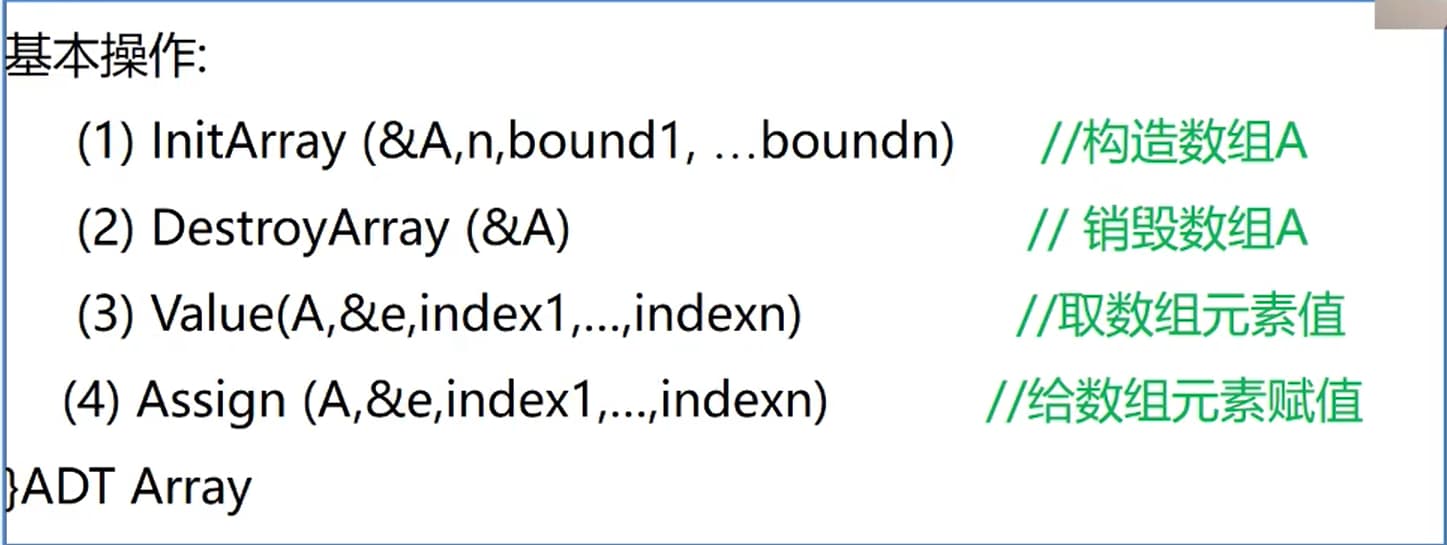 基本操作:
(1) InitArray (&A,n,bound1, …boundn) //构造数组A
(2) DestroyArray (&A) // 销毁数组A
(3) Value(A,&e,index1,…,indexn) //取数组元素值
(4) Assign (A,&e,index1,…,indexn) //给数组元素赋值
}ADT Array